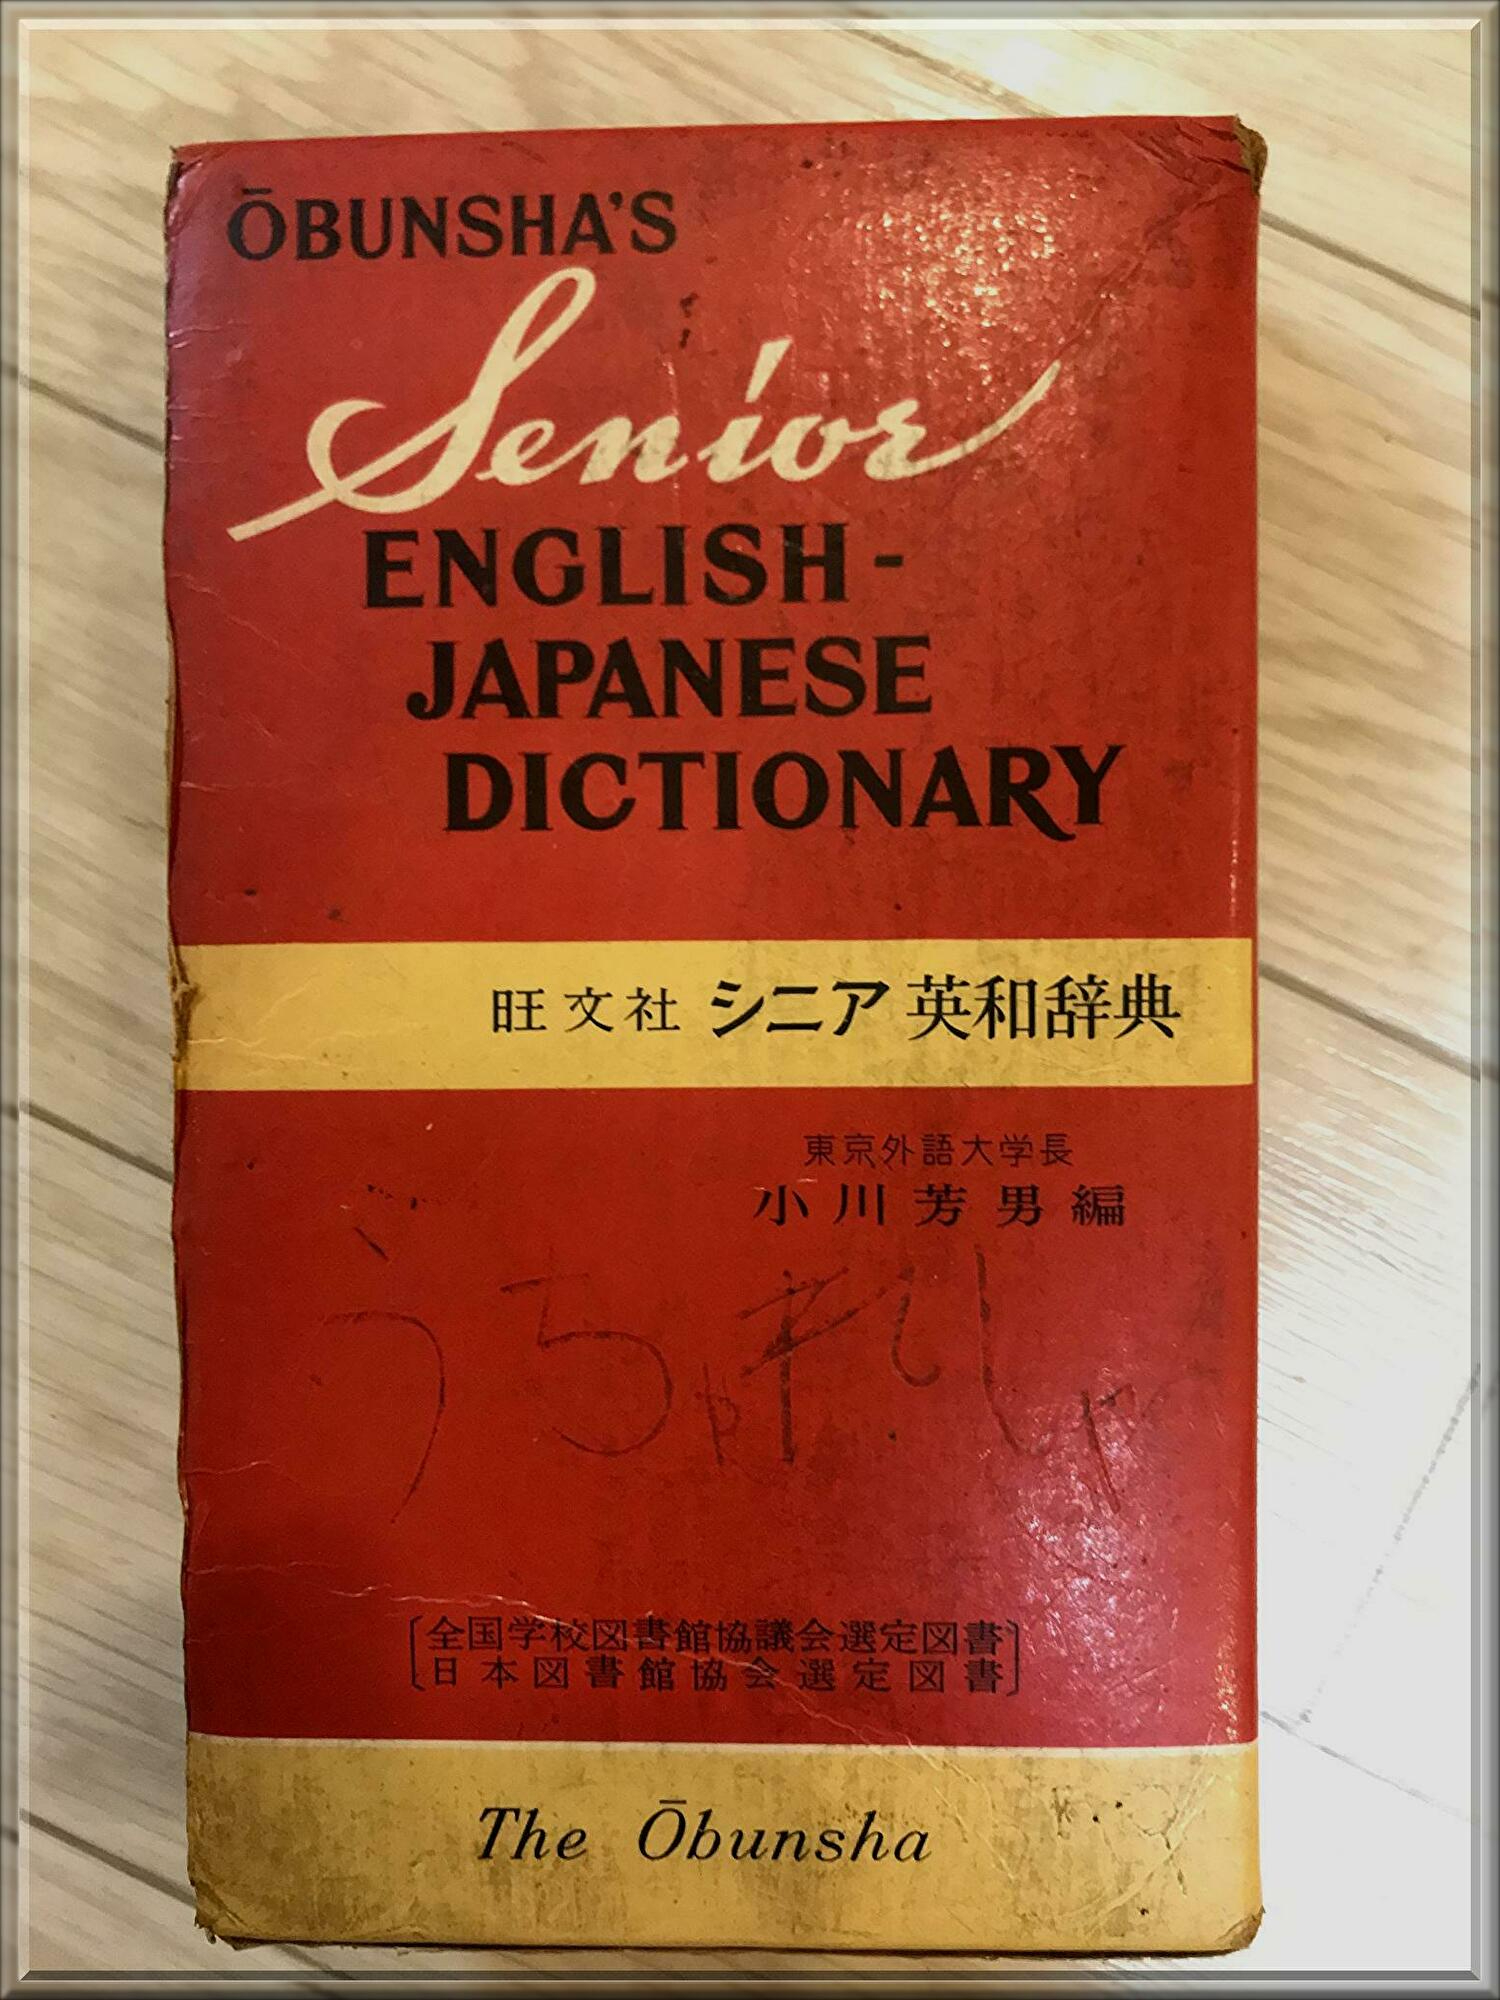 ŌBUNSHA'S
Senior
ENGLISH-
JAPANESE
DICTIONARY
旺文社 シニア 英和辞典
東京外語大学長
小川芳男編
全国学校図書館協議会選定図書
日本図書館協会選定図書
The Ōbunsha